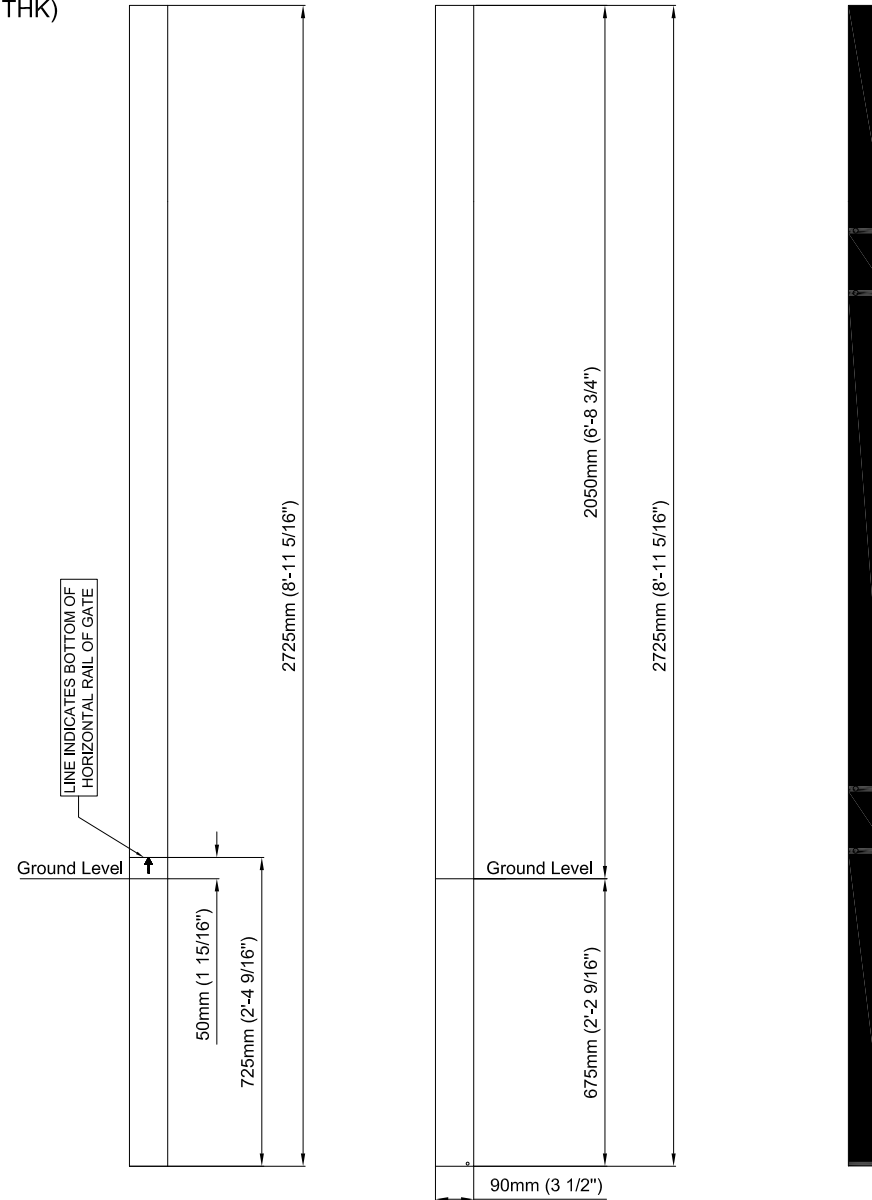 THK)
2050mm (6'-8 3/4")
2725mm (8'-11 5/16")
2725mm (8'-11 5/16")
LINE INDICATES BOTTOM OF
HORIZONTAL RAIL OF GATE
Ground Level
Ground Level
50mm (1 15/16")
725mm (2'-4 9/16")
675mm (2'-2 9/16")
90mm (3 1/2")